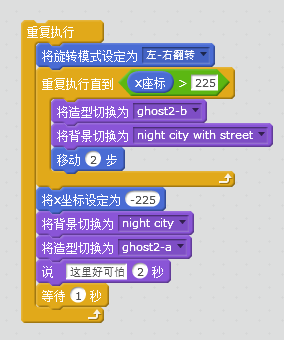 重复执行
将旋转模式设定为 左-右翻转
重复执行直到 x座标 > 225
将造型切换为 ghost2-b
将背景切换为 night city with street
移动 2 步
将x坐标设定为 -225
将背景切换为 night city
将造型切换为 ghost2-a
说 这里好可怕 2 秒
等待 1 秒